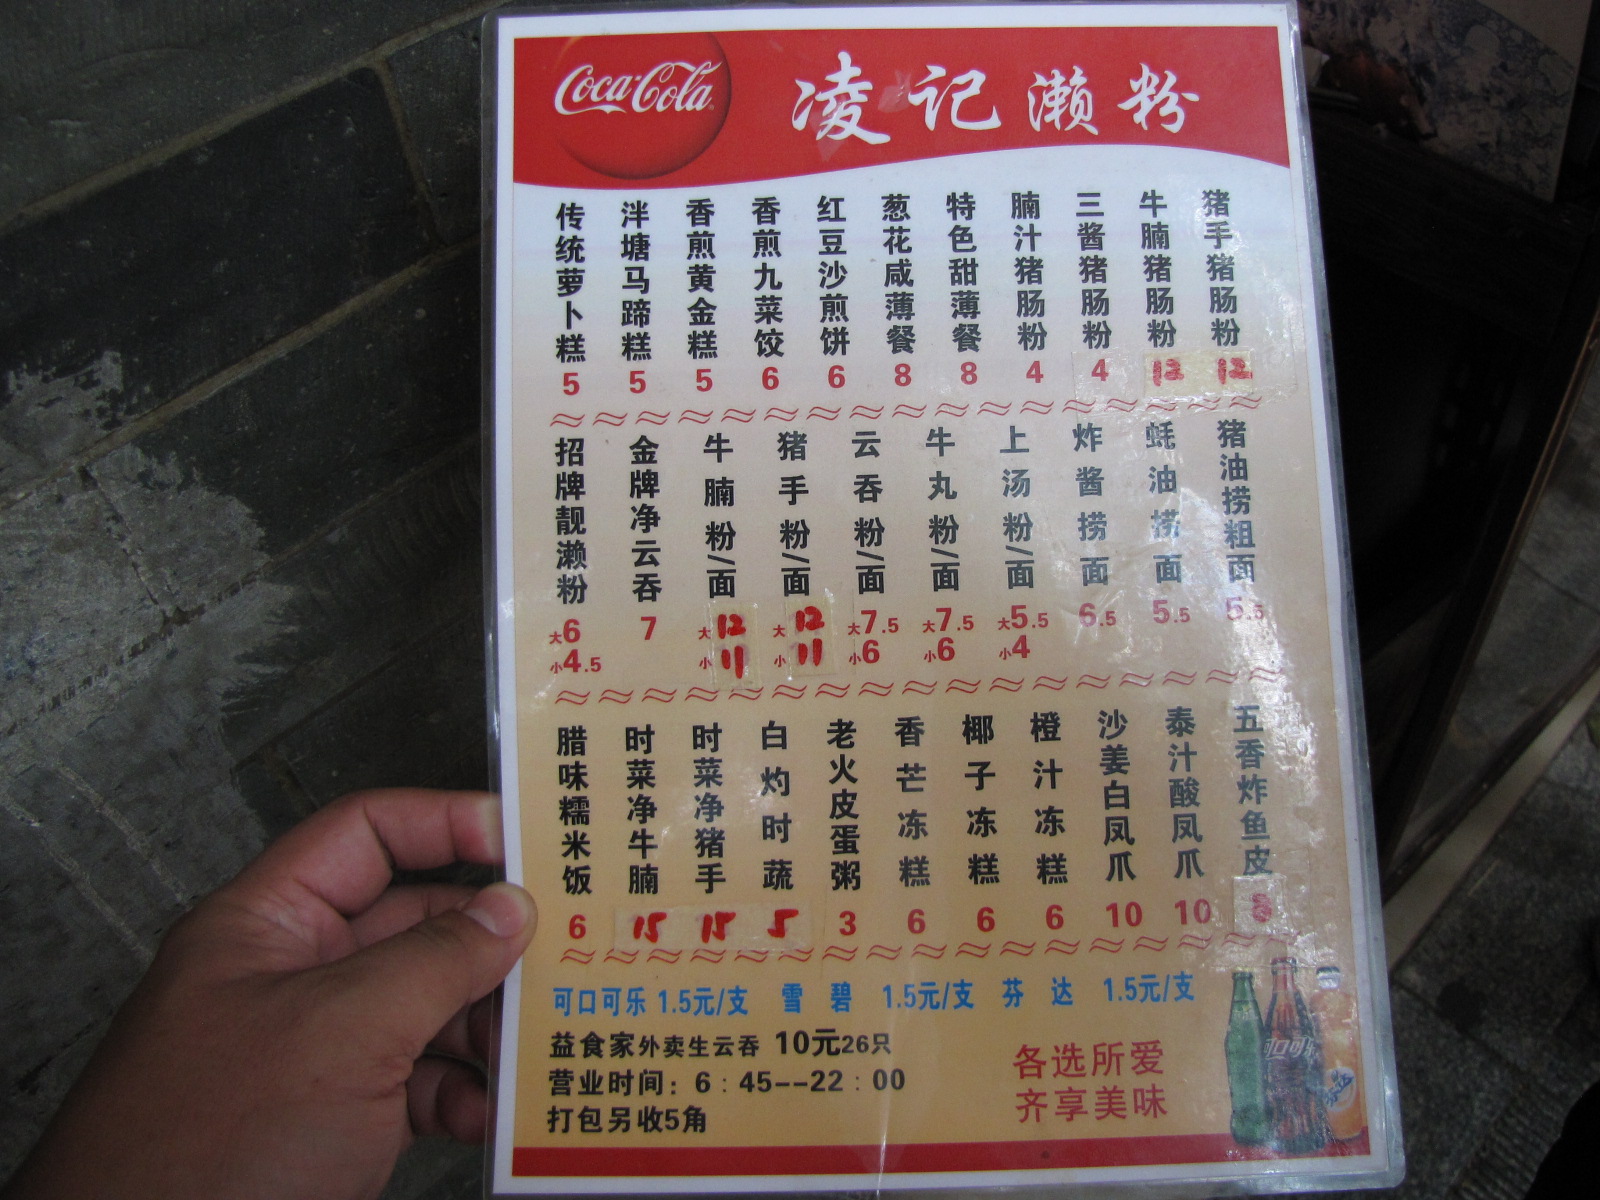 Coca-Cola
凌记濑粉
传统萝卜糕 5
泮塘马蹄糕 5
香煎黄金糕 5
香煎九菜饺 6
红豆沙煎饼 6
葱花咸薄餐 8
特色甜薄餐 8
腩汁猪肠粉 4
三酱猪肠粉 4
牛腩猪肠粉 12
猪手猪肠粉 12
招牌靓濑粉 大6 小4.5
金牌净云吞 7
牛腩粉/面 大12 小11
猪手粉/面 大12 小11
云吞粉/面 大7.5 小6
牛丸粉/面 大7.5 小6
上汤粉/面 大5.5 小4
炸酱捞面 6.5
蚝油捞面 5.5
猪油捞粗面 5.5
腊味糯米饭 6
时菜净牛腩 15
时菜净猪手 15
白灼时蔬 5
老火皮蛋粥 3
香芒冻糕 6
椰子冻糕 6
橙汁冻糕 6
沙姜白凤爪 10
泰汁酸凤爪 10
五香炸鱼皮 8
可口可乐 1.5元/支 雪碧 1.5元/支 芬达 1.5元/支
益食家外卖生云吞 10元26只
营业时间：6：45--22：00
打包另收5角
各选所爱
齐享美味
可口可乐